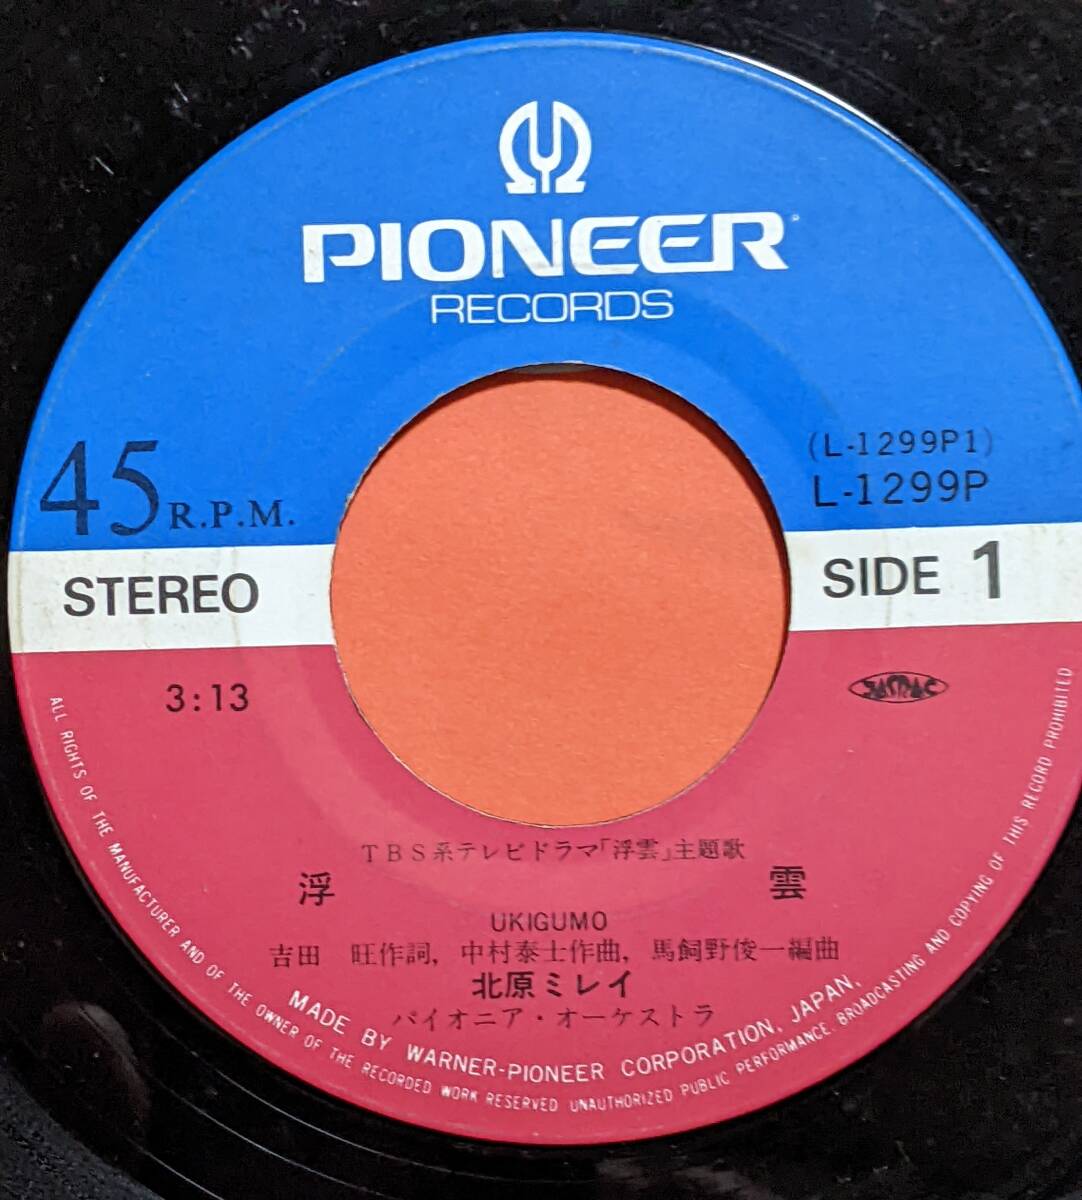 PIONEER
RECORDS
(L-1299P1)
45 R.P.M.
L-1299P
STEREO
SIDE 1
3:13
JASRAC
TBS系テレビドラマ「浮雲」主題歌
浮 雲
UKIGUMO
吉田 旺作詞, 中村泰士作曲, 馬飼野俊一編曲
北原ミレイ
パイオニア・オーケストラ
MADE BY WARNER-PIONEER CORPORATION, JAPAN.
ALL RIGHTS OF THE MANUFACTURER AND OF THE OWNER OF THE RECORDED WORK RESERVED UNAUTHORIZED PUBLIC PERFORMANCE. BROADCASTING AND COPYING OF THIS RECORD PROHIBITED